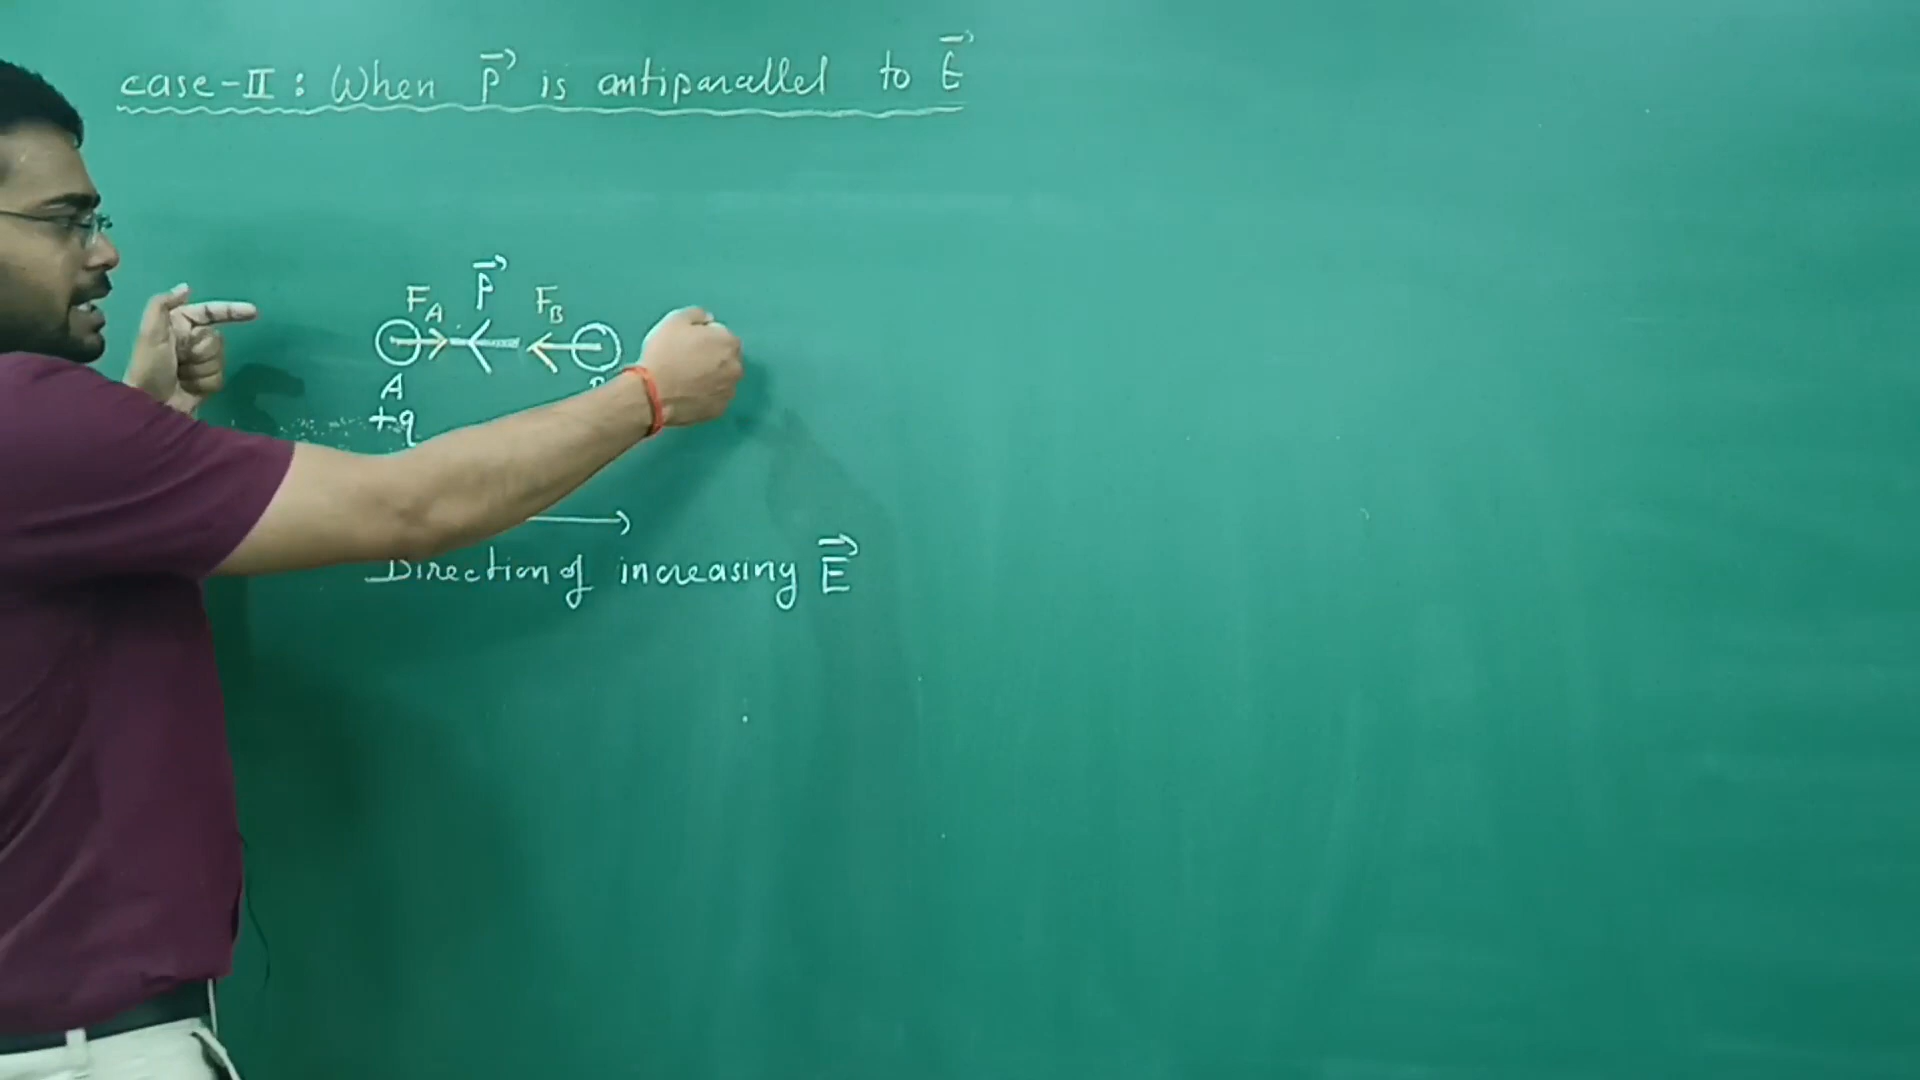 case-II : When P⃗ is antiparallel to E⃗
P⃗
F_A F_B
A
+q
Direction of increasing E⃗